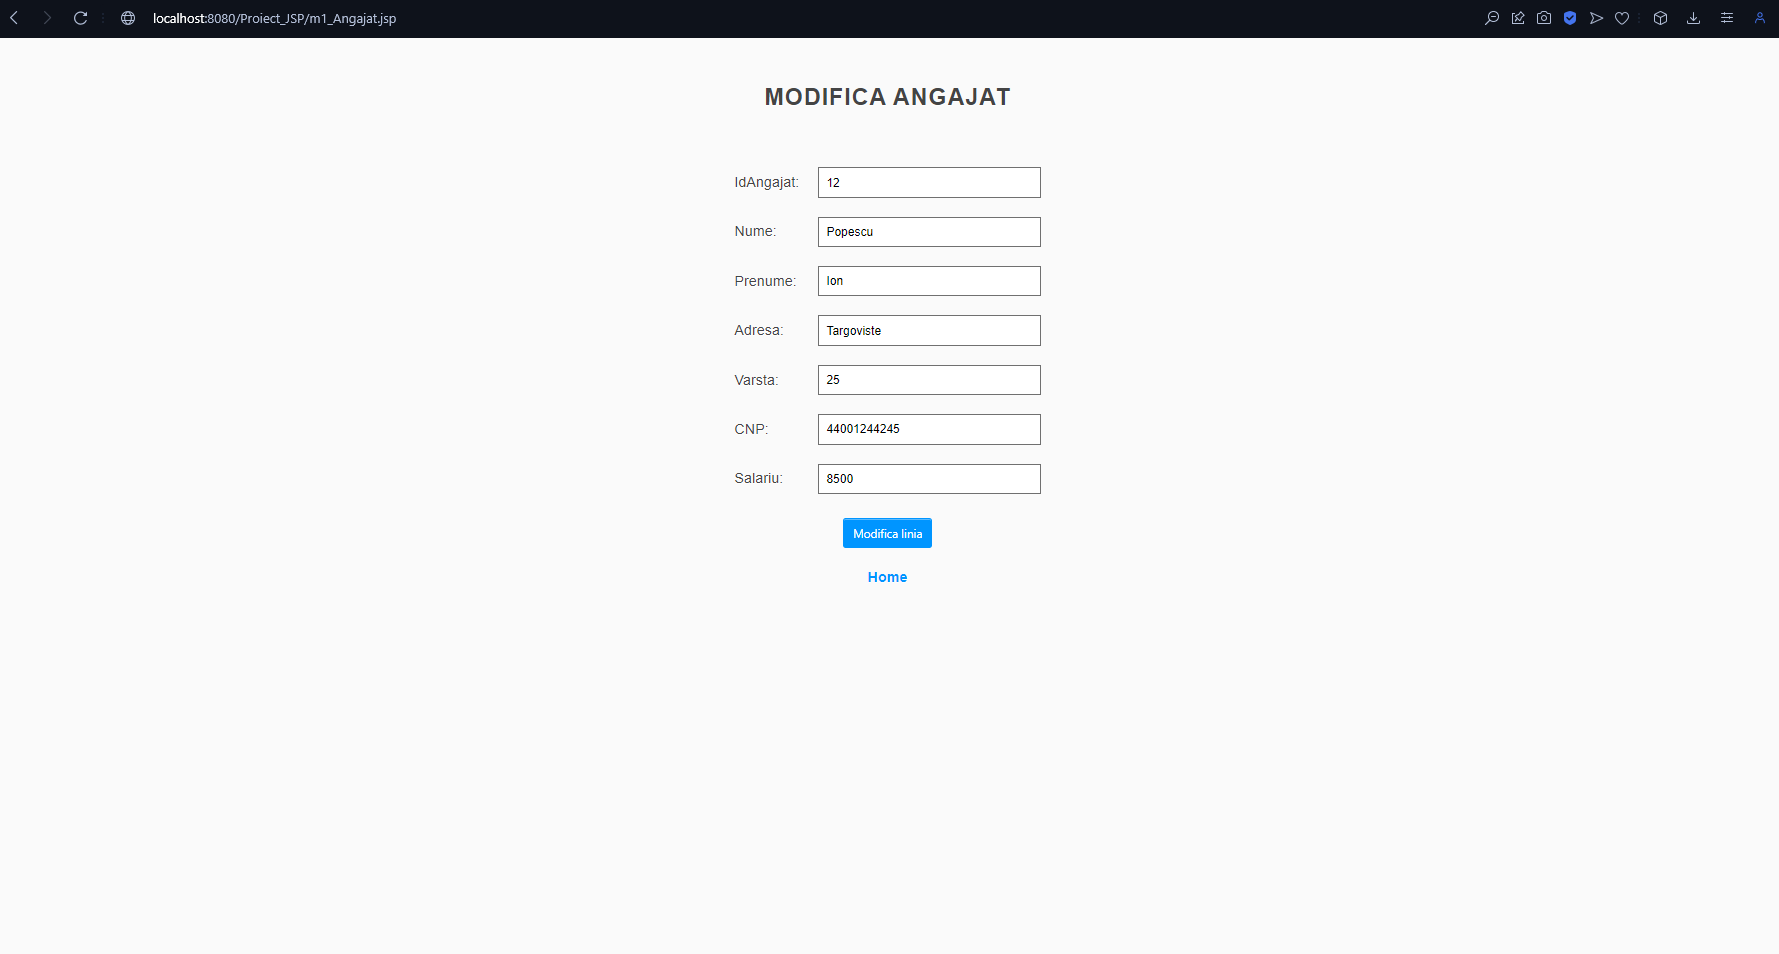 localhost:8080/Proiect_JSP/m1_Angajat.jsp
MODIFICA ANGAJAT
IdAngajat: 12
Nume: Popescu
Prenume: Ion
Adresa: Targoviste
Varsta: 25
CNP: 44001244245
Salariu: 8500
Modifica linia
Home